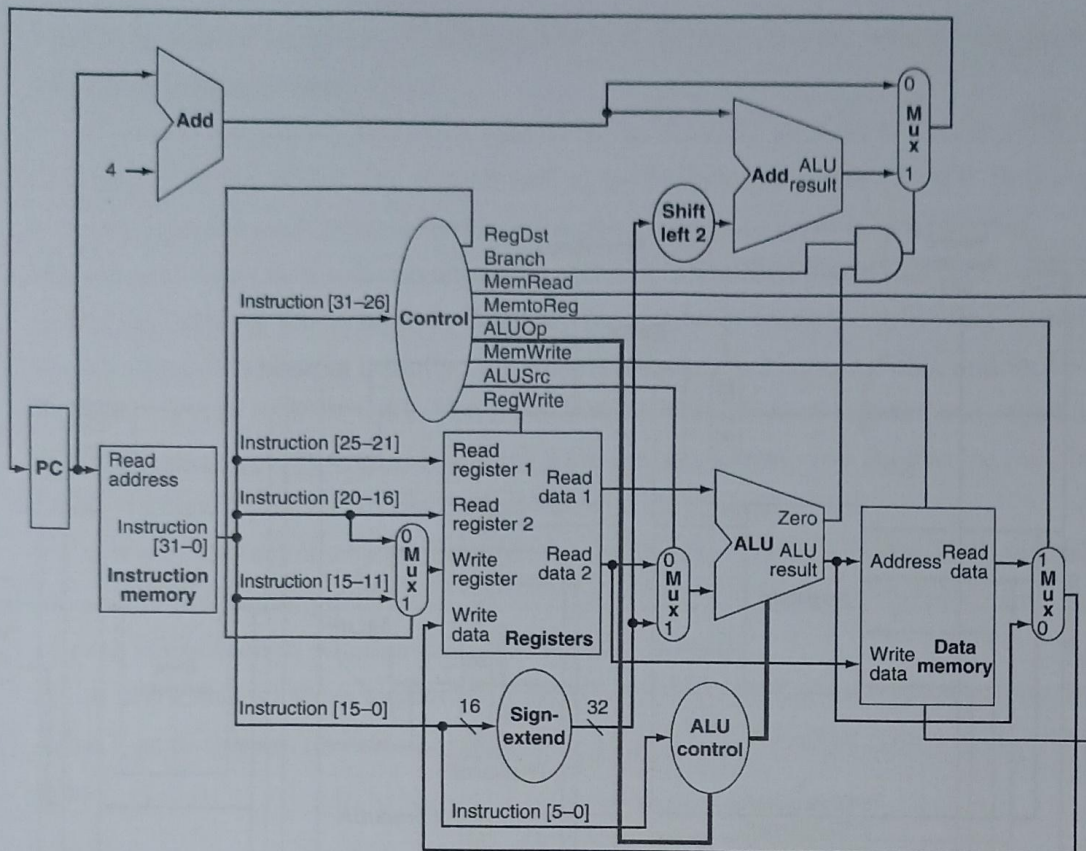 0
M
u
x
1
Add
4
Add ALU
result
Shift
left 2
RegDst
Branch
MemRead
MemtoReg
ALUOp
MemWrite
ALUSrc
RegWrite
Control
Instruction [31–26]
PC
Read
address
Instruction
[31–0]
Instruction
memory
Instruction [25–21]
Instruction [20–16]
Instruction [15–11]
0
M
u
x
1
Read
register 1
Read
register 2
Write
register
Write
data
Read
data 1
Read
data 2
Registers
0
M
u
x
1
Zero
ALU
ALU
result
Address
Read
data
Write
data
Data
memory
1
M
u
x
0
Instruction [15–0]
16
Sign-
extend
32
ALU
control
Instruction [5–0]